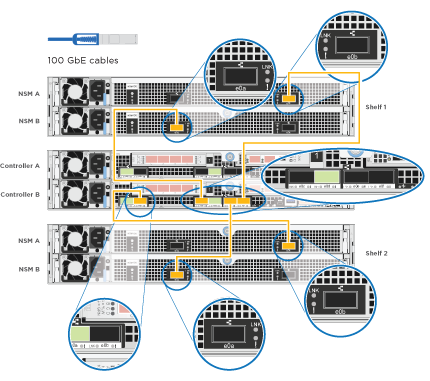 100 GbE cables
LNK
e0a
LNK
e0b
NSM A
NSM B
Shelf 1
Controller A
Controller B
1
NSM A
NSM B
Shelf 2
LNK
e0a
LNK
e0b